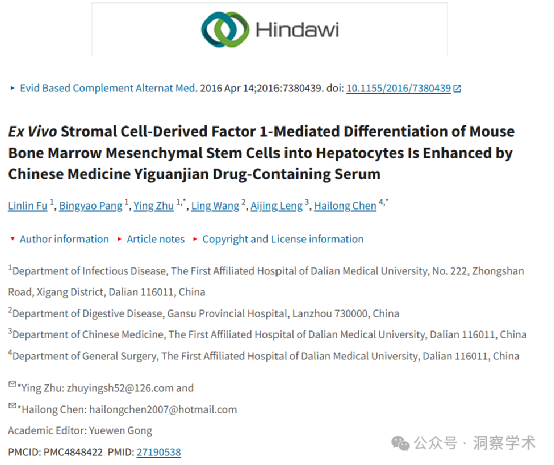 Hindawi
Evid Based Complement Alternat Med. 2016 Apr 14;2016:7380439. doi: 10.1155/2016/7380439
Ex Vivo Stromal Cell-Derived Factor 1-Mediated Differentiation of Mouse
Bone Marrow Mesenchymal Stem Cells into Hepatocytes Is Enhanced by
Chinese Medicine Yiguanjian Drug-Containing Serum
Linlin Fu 1, Bingyao Pang 1, Ying Zhu 1,*, Ling Wang 2, Aijing Leng 3, Hailong Chen 4,*
Author information Article notes Copyright and License information
1Department of Infectious Disease, The First Affiliated Hospital of Dalian Medical University, No. 222, Zhongshan
Road, Xigang District, Dalian 116011, China
2Department of Digestive Disease, Gansu Provincial Hospital, Lanzhou 730000, China
3Department of Chinese Medicine, The First Affiliated Hospital of Dalian Medical University, Dalian 116011, China
4Department of General Surgery, The First Affiliated Hospital of Dalian Medical University, Dalian 116011, China
*Ying Zhu: zhuyingsh52@126.com and
*Hailong Chen: hailongchen2007@hotmail.com
Academic Editor: Yuewen Gong
PMCID: PMC4848422 PMID: 27190538
公众号 · 洞察学术